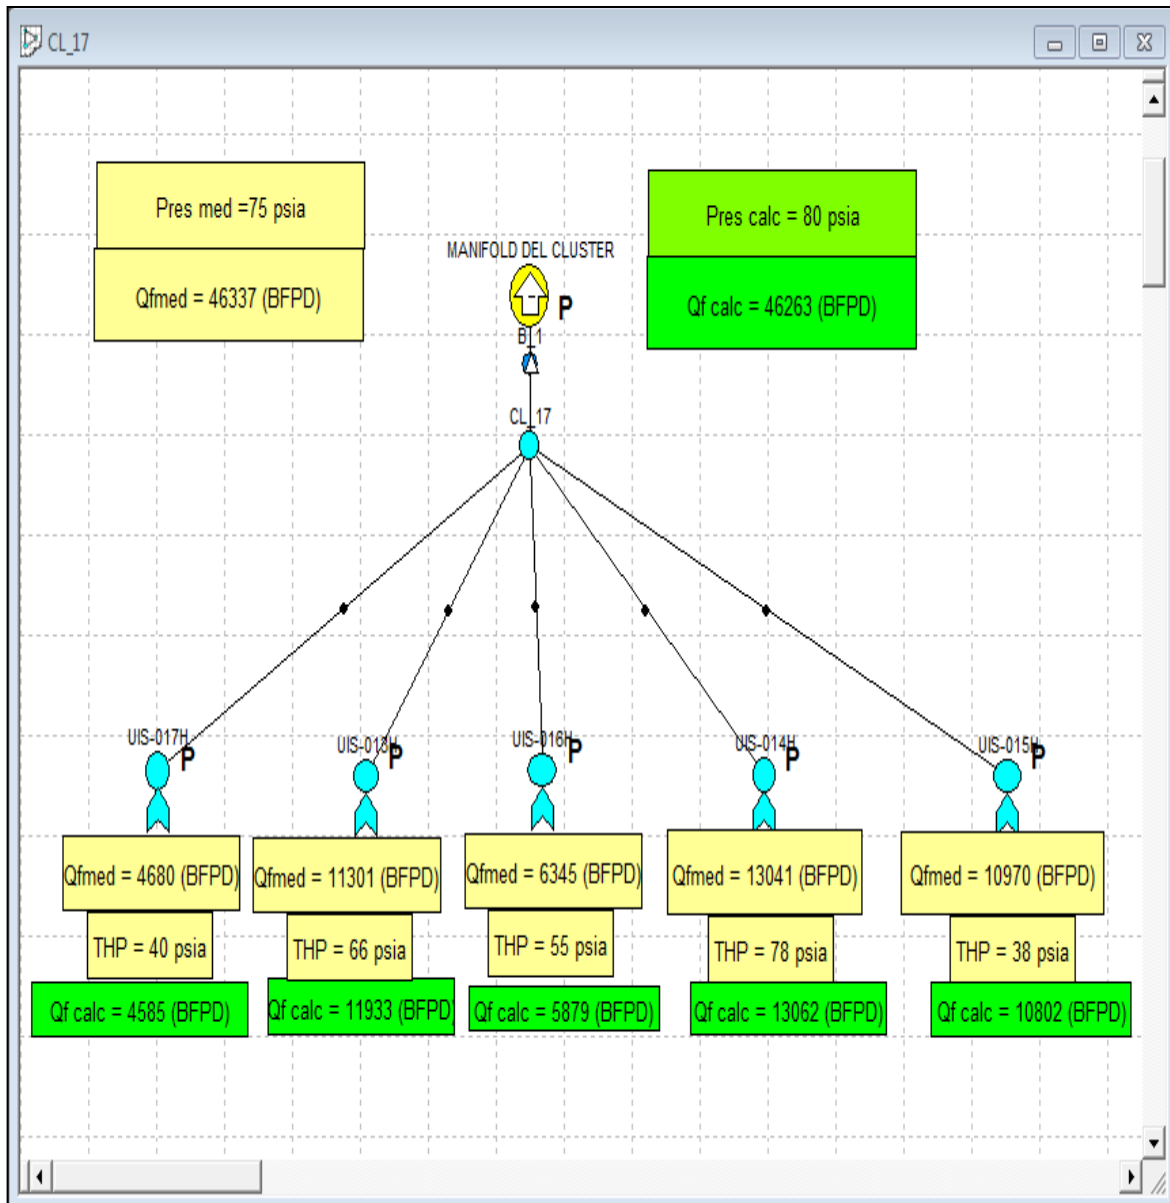 CL_17
Pres med =75 psia
Pres calc = 80 psia
Qfmed = 46337 (BFPD)
Qf calc = 46263 (BFPD)
MANIFOLD DEL CLUSTER
P
B_1
CL_17
UIS-017H P
UIS-018H P
UIS-016H P
UIS-014H P
UIS-015H P
Qfmed = 4680 (BFPD)
Qfmed = 11301 (BFPD)
Qfmed = 6345 (BFPD)
Qfmed = 13041 (BFPD)
Qfmed = 10970 (BFPD)
THP = 40 psia
THP = 66 psia
THP = 55 psia
THP = 78 psia
THP = 38 psia
Qf calc = 4585 (BFPD)
Qf calc = 11933 (BFPD)
Qf calc = 5879 (BFPD)
Qf calc = 13062 (BFPD)
Qf calc = 10802 (BFPD)